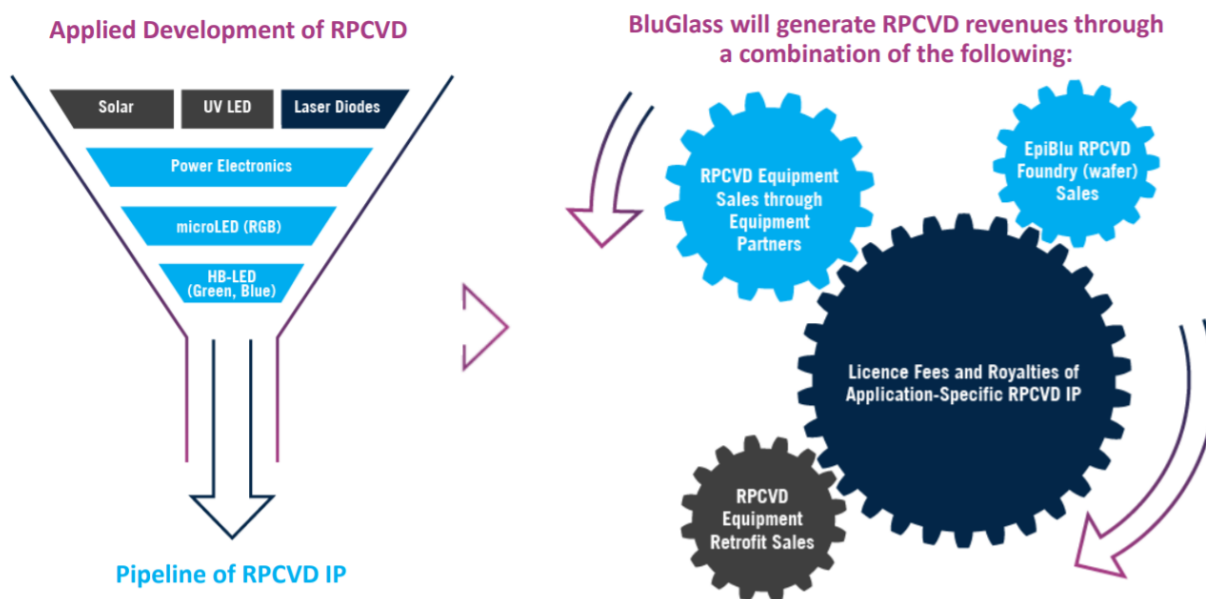 Applied Development of RPCVD
Solar
UV LED
Laser Diodes
Power Electronics
microLED (RGB)
HB-LED
(Green, Blue)
Pipeline of RPCVD IP
BluGlass will generate RPCVD revenues through
a combination of the following:
RPCVD Equipment
Sales through
Equipment
Partners
EpiBlu RPCVD
Foundry (wafer)
Sales
Licence Fees and Royalties of
Application-Specific RPCVD IP
RPCVD
Equipment
Retrofit Sales